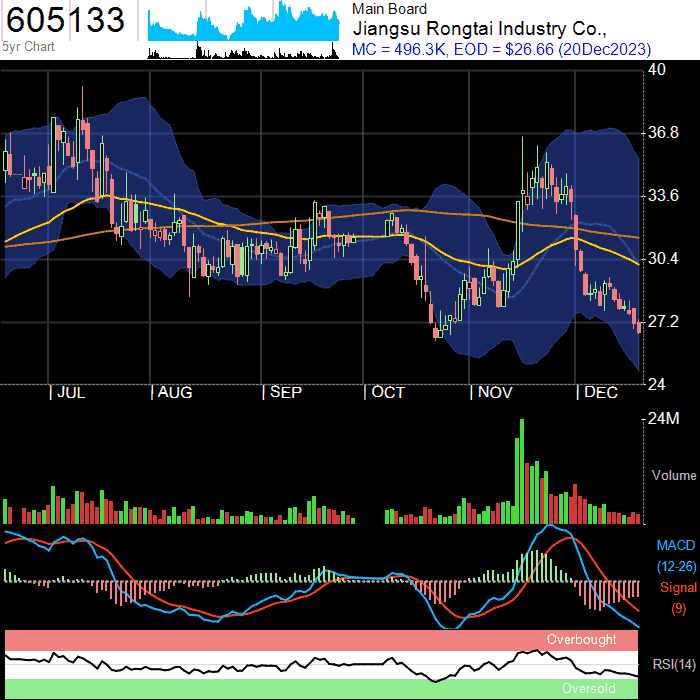 605133
5yr Chart
Main Board
Jiangsu Rongtai Industry Co.,
MC = 496.3K, EOD = $26.66 (20Dec2023)
40
36.8
33.6
30.4
27.2
24
JUL
AUG
SEP
OCT
NOV
DEC
24M
Volume
MACD
(12-26)
Signal
(9)
Overbought
RSI(14)
Oversold